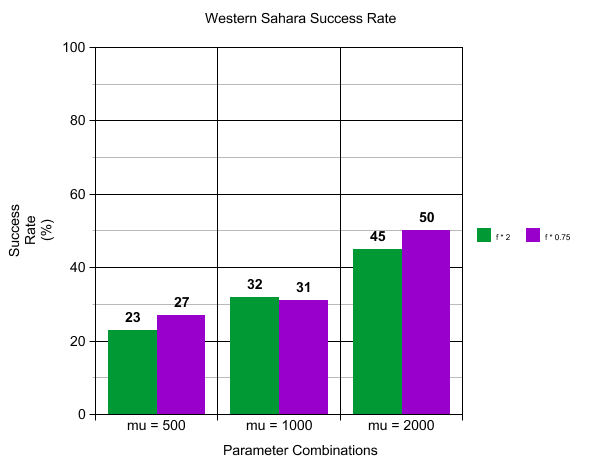 Western Sahara Success Rate
100
80
60
40
20
0
Success
Rate
(%)
23
27
32
31
45
50
mu = 500
mu = 1000
mu = 2000
Parameter Combinations
f * 2
f * 0.75